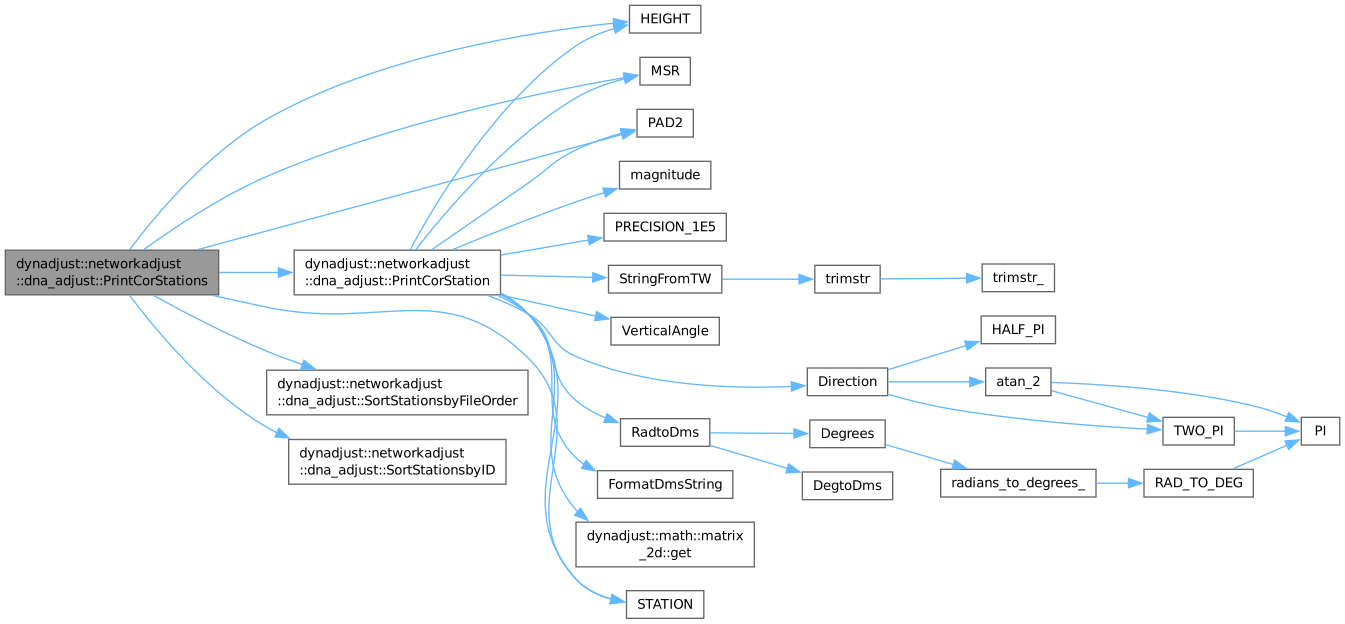 HEIGHT
MSR
PAD2
magnitude
PRECISION_1E5
dynadjust::networkadjust
::dna_adjust::PrintCorStations
dynadjust::networkadjust
::dna_adjust::PrintCorStation
StringFromTW
trimstr
trimstr_
VerticalAngle
HALF_PI
dynadjust::networkadjust
::dna_adjust::SortStationsbyFileOrder
Direction
atan_2
RadtoDms
Degrees
TWO_PI
PI
dynadjust::networkadjust
::dna_adjust::SortStationsbyID
FormatDmsString
DegtoDms
radians_to_degrees_
RAD_TO_DEG
dynadjust::math::matrix
_2d::get
STATION